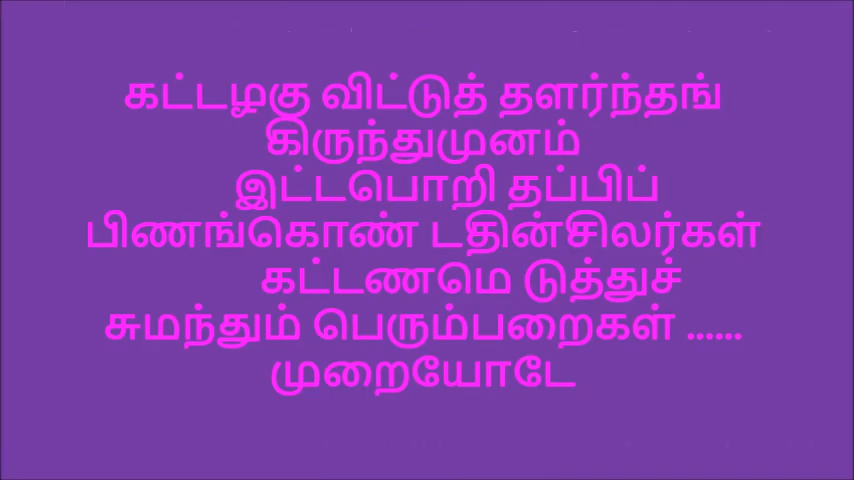 கட்டழகு விட்டுத் தளர்ந்தங்
கிருந்துமுனம்
இட்டபொறி தப்பிப்
பிணங்கொண் டதின்சிலர்கள்
கட்டணமெ டுத்துச்
சுமந்தும் பெரும்பறைகள் ......
முறையோடே